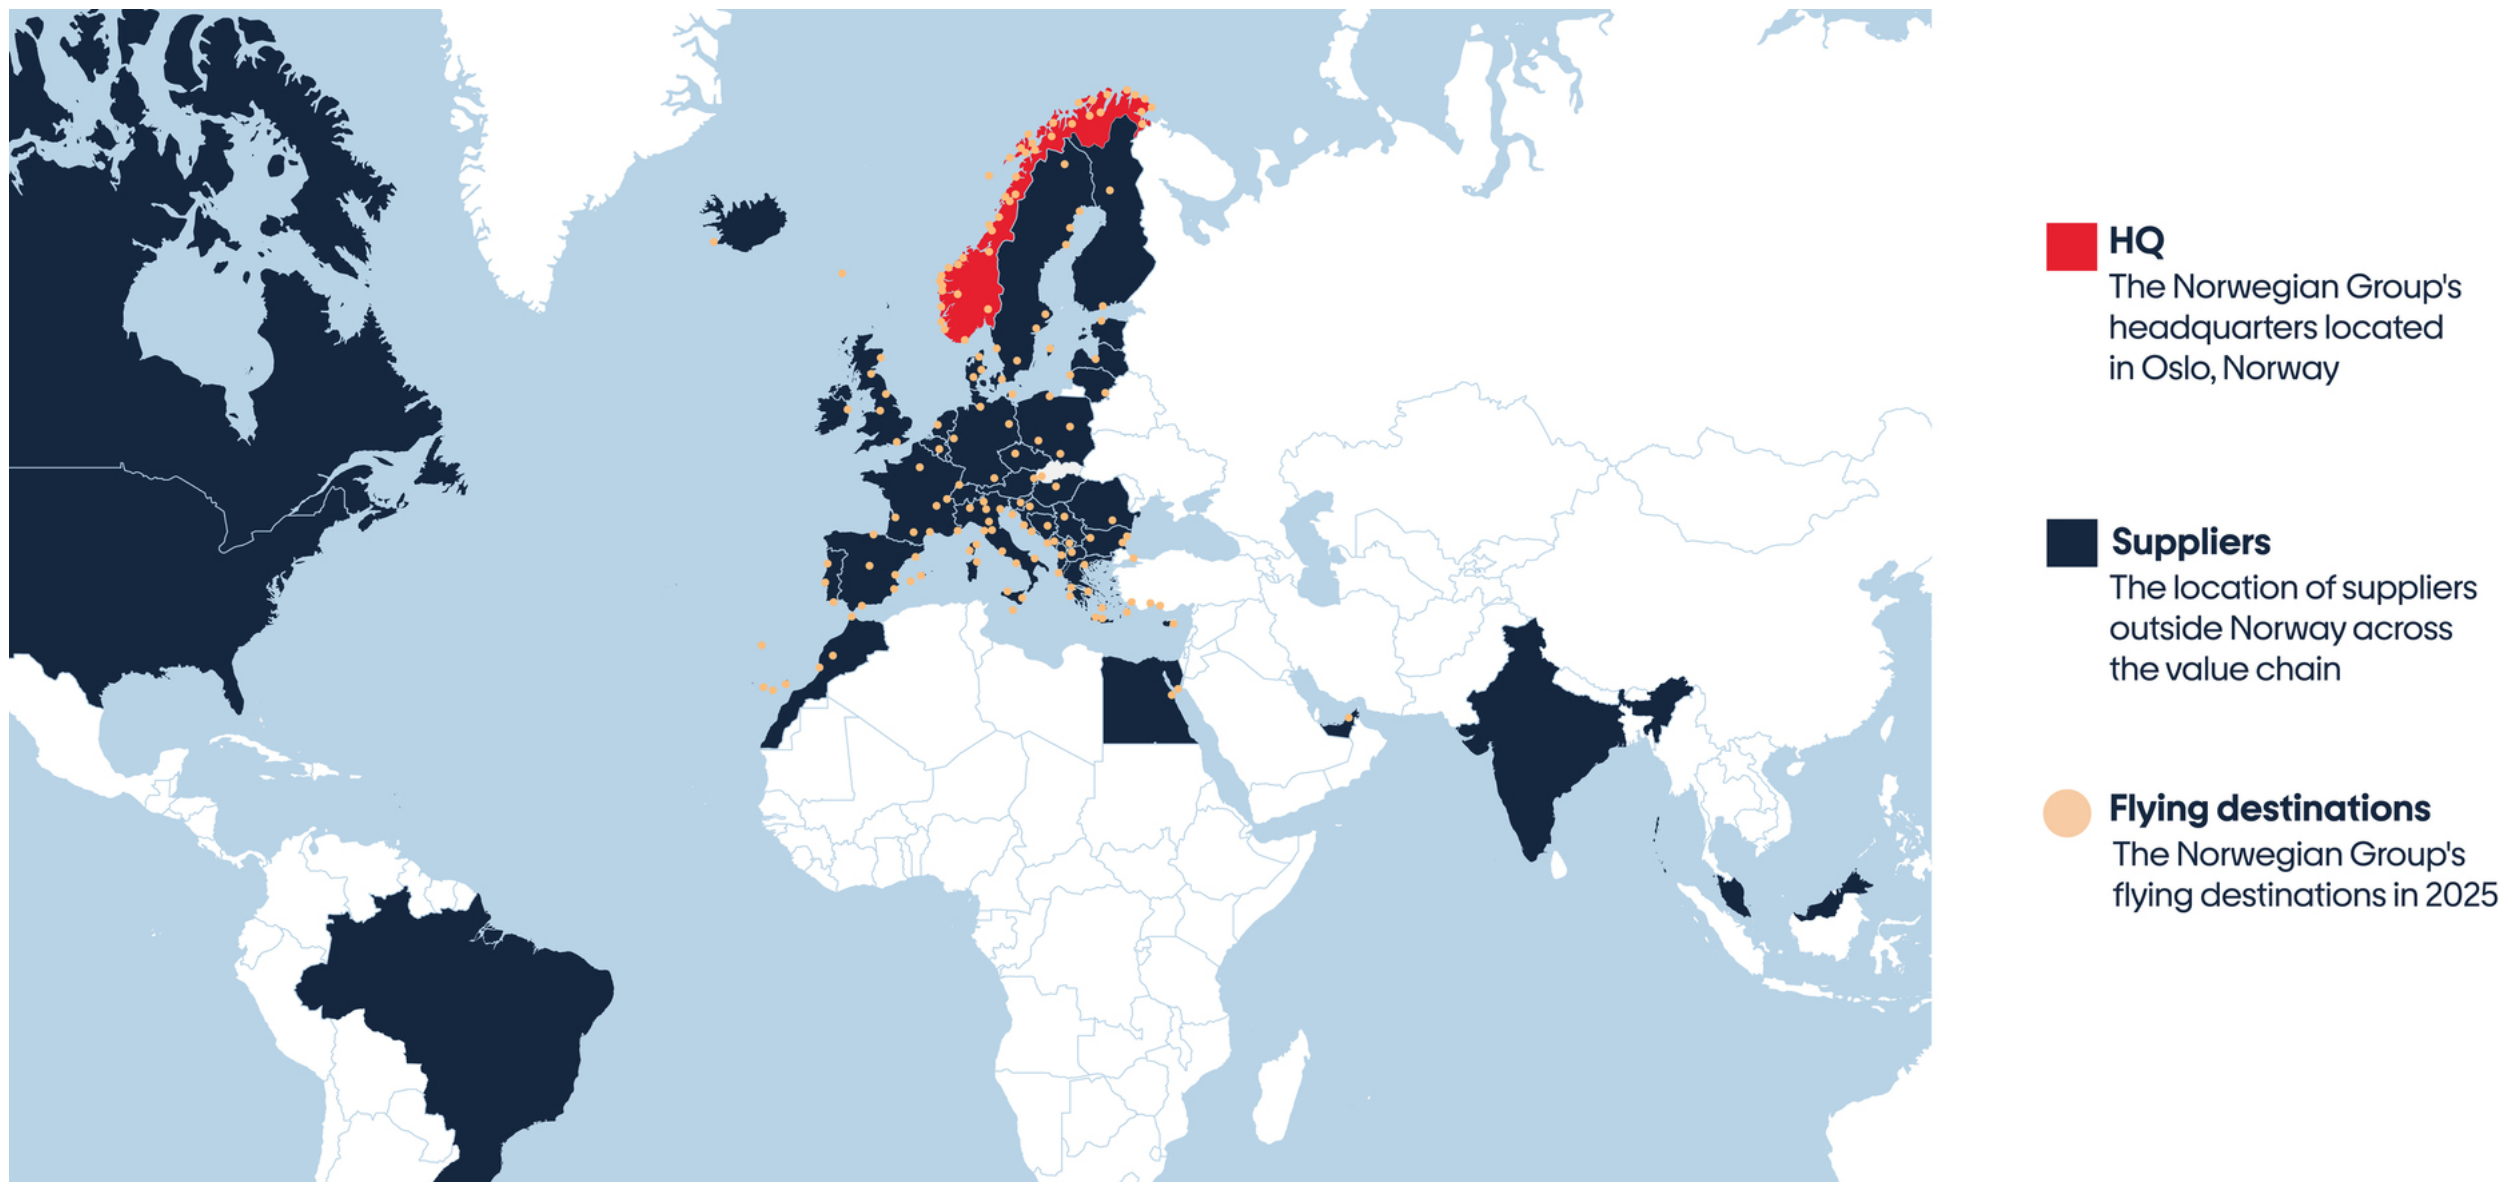 HQ
The Norwegian Group's
headquarters located
in Oslo, Norway
Suppliers
The location of suppliers
outside Norway across
the value chain
Flying destinations
The Norwegian Group's
flying destinations in 2025